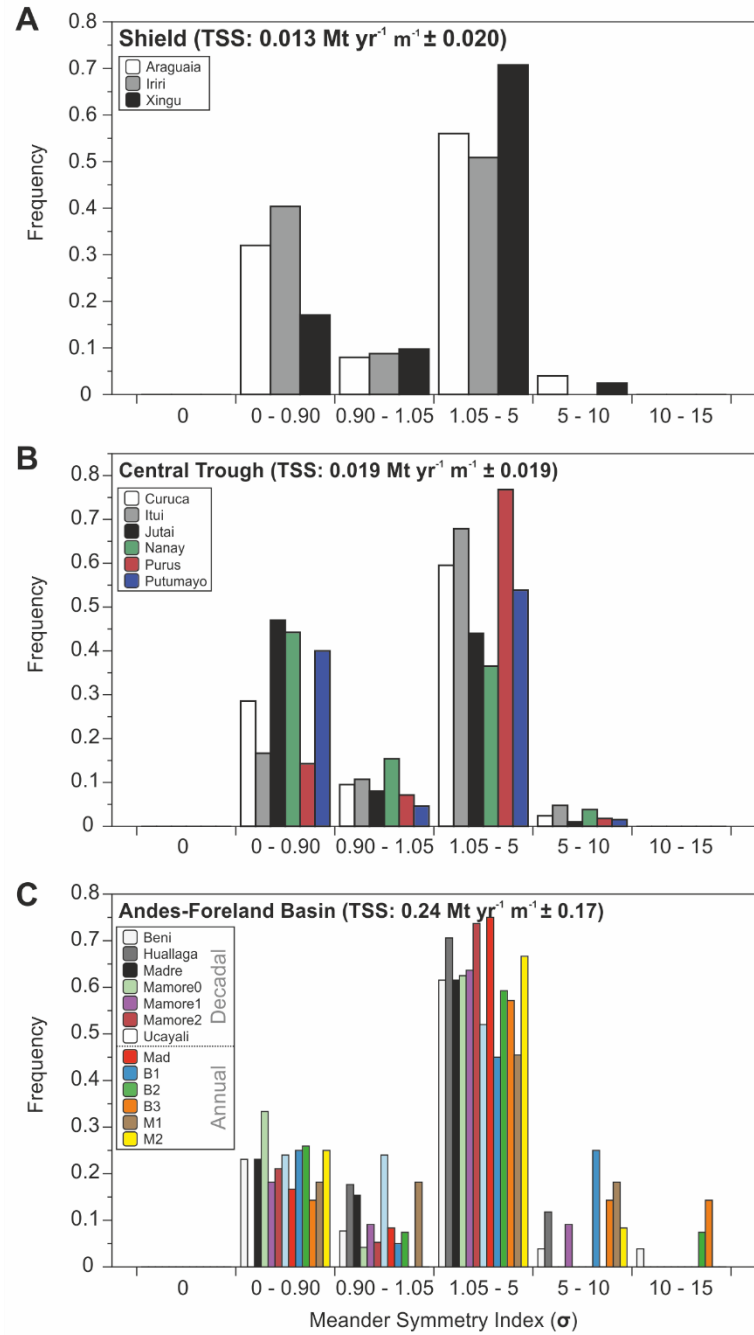 A
Shield (TSS: 0.013 Mt yr⁻¹ m⁻¹ ± 0.020)
Araguaia
Iriri
Xingu
0.8
0.7
0.6
0.5
0.4
0.3
0.2
0.1
0
Frequency
0 0 - 0.90 0.90 - 1.05 1.05 - 5 5 - 10 10 - 15
B
Central Trough (TSS: 0.019 Mt yr⁻¹ m⁻¹ ± 0.019)
Curuca
Itui
Jutai
Nanay
Purus
Putumayo
0.8
0.7
0.6
0.5
0.4
0.3
0.2
0.1
0
Frequency
0 0 - 0.90 0.90 - 1.05 1.05 - 5 5 - 10 10 - 15
C
Andes-Foreland Basin (TSS: 0.24 Mt yr⁻¹ m⁻¹ ± 0.17)
Beni
Huallaga
Madre
Mamore0
Mamore1
Mamore2
Ucayali
Decadal
Mad
B1
B2
B3
M1
M2
Annual
0.8
0.7
0.6
0.5
0.4
0.3
0.2
0.1
0
Frequency
0 0 - 0.90 0.90 - 1.05 1.05 - 5 5 - 10 10 - 15
Meander Symmetry Index (σ)